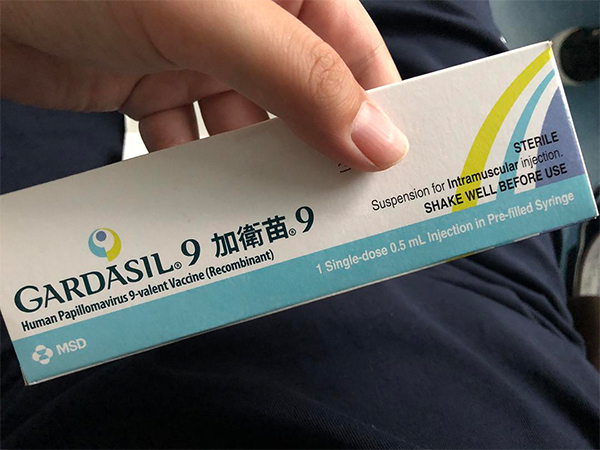 GARDASIL®9 加衛苗®9
Human Papillomavirus 9-valent Vaccine (Recombinant)
MSD
STERILE
Suspension for Intramuscular injection.
SHAKE WELL BEFORE USE
1 Single-dose 0.5 mL Injection in Pre-filled Syringe